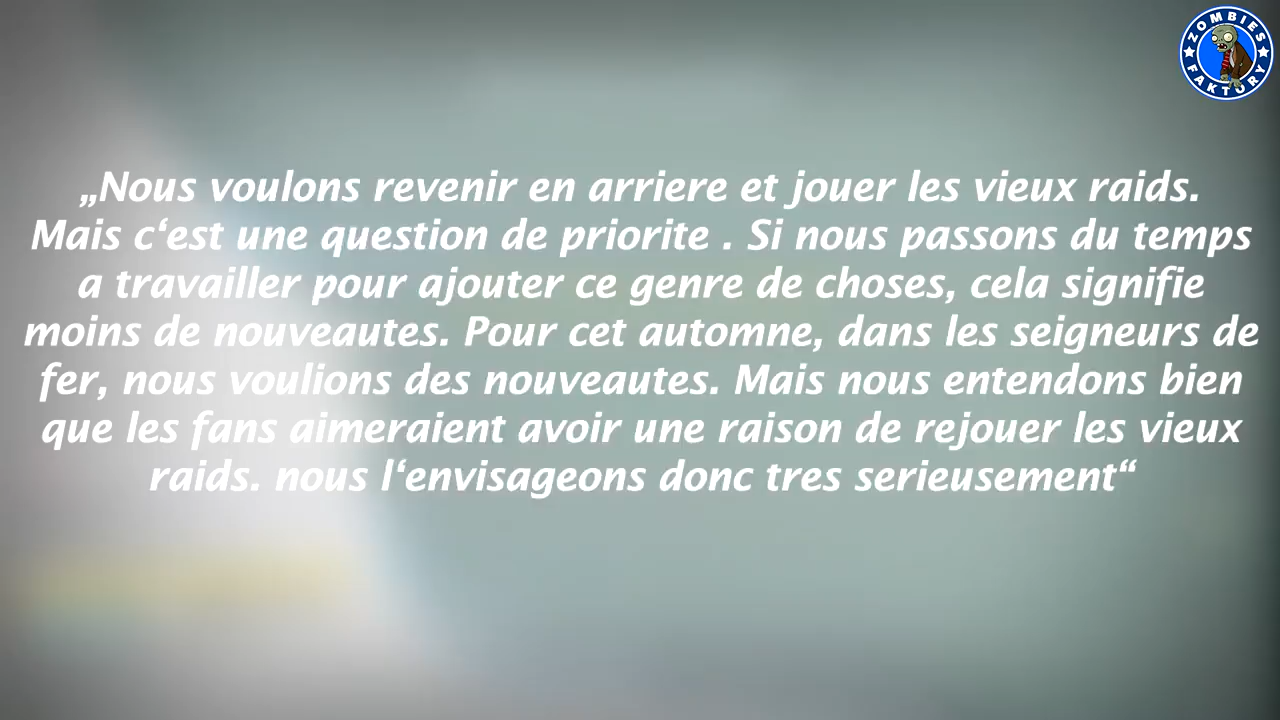 ZOMBIES
FAKTORY
„Nous voulons revenir en arriere et jouer les vieux raids.
Mais c‘est une question de priorite . Si nous passons du temps
a travailler pour ajouter ce genre de choses, cela signifie
moins de nouveautes. Pour cet automne, dans les seigneurs de
fer, nous voulions des nouveautes. Mais nous entendons bien
que les fans aimeraient avoir une raison de rejouer les vieux
raids. nous l‘envisageons donc tres serieusement“